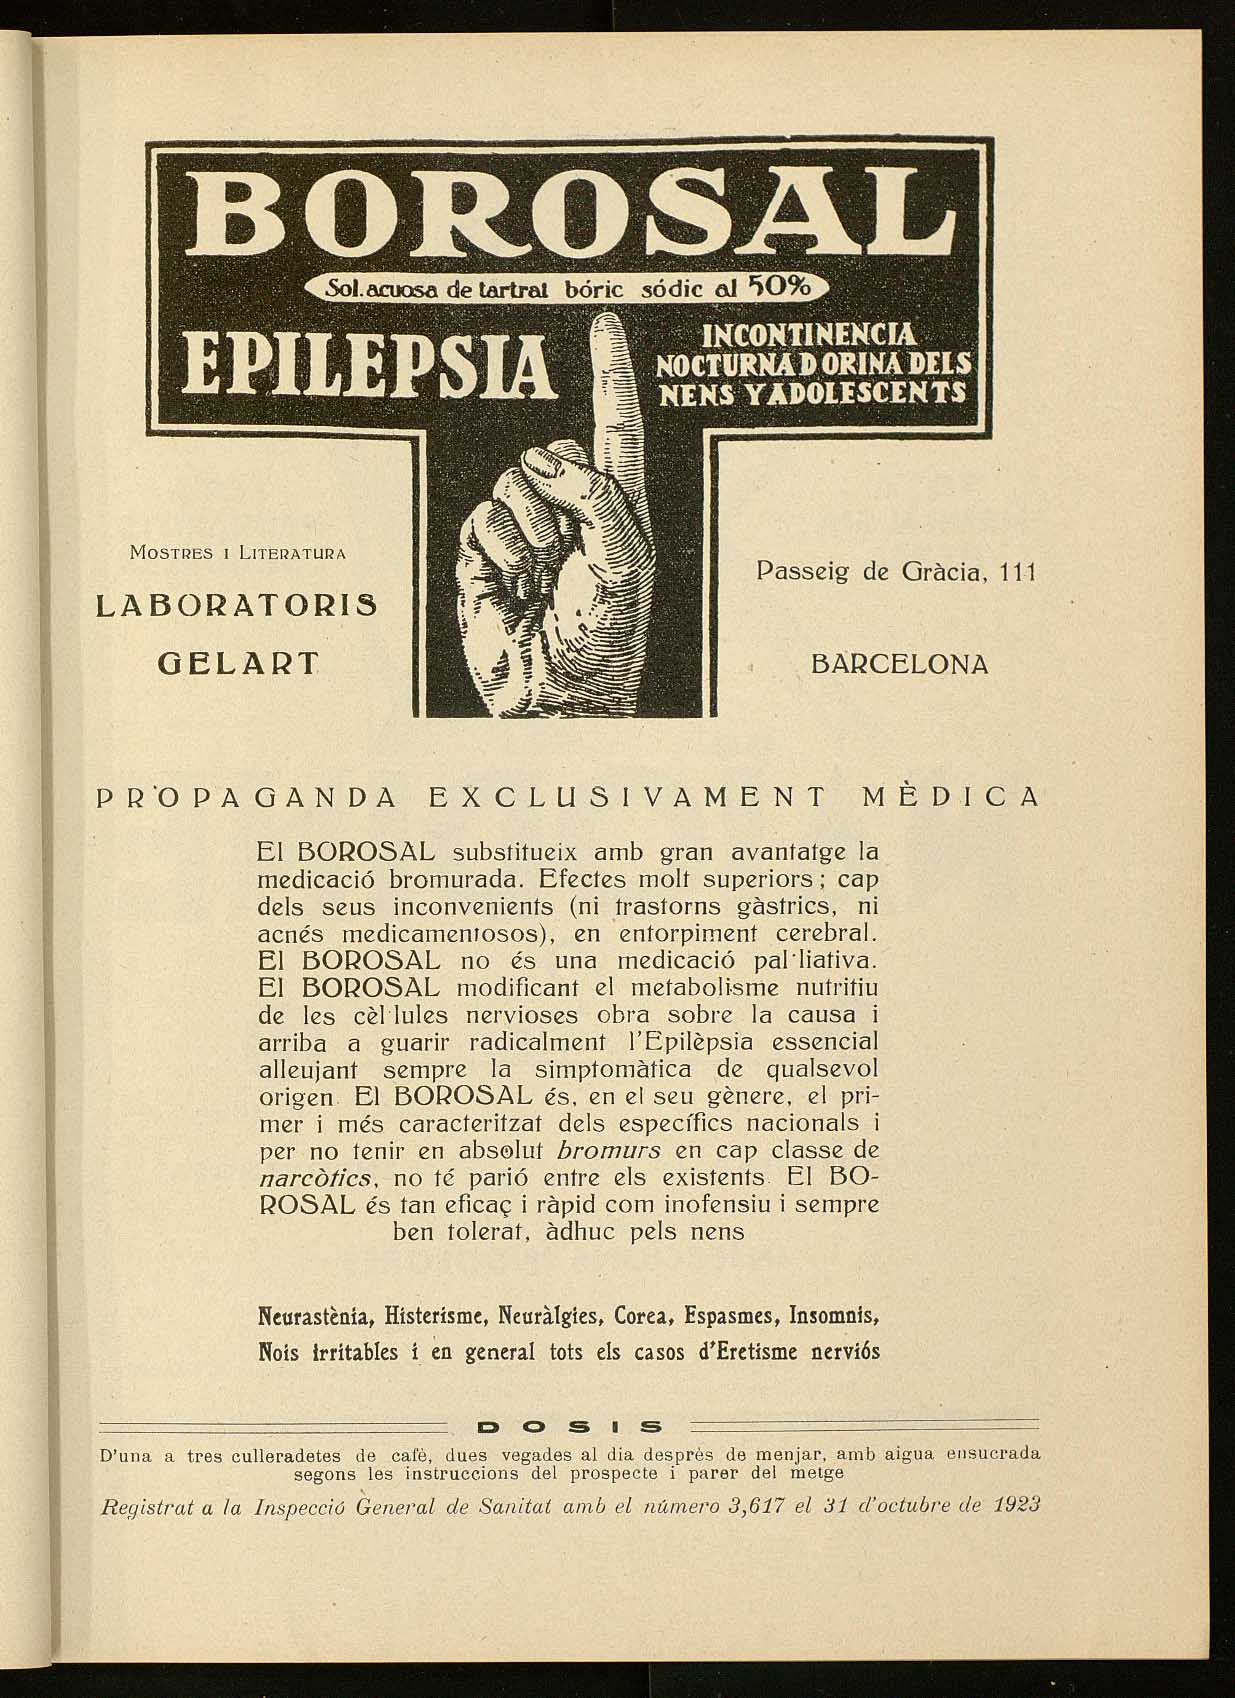 BOROSAL
Sol. acuosa de tartrat bóric sódic al 50%
EPILEPSIA
INCONTINENCIA
NOCTURNA D ORINA DELS
NENS Y ADOLESCENTS
MOSTRES I LITERATURA
LABORATORIS
GELART
Passeig de Gràcia, 111
BARCELONA
PROPAGANDA EXCLUSIVAMENT MÈDICA
El BOROSAL substitueix amb gran avantatge la
medicació bromurada. Efectes molt superiors; cap
dels seus inconvenients (ni trastorns gàstrics, ni
acnés medicamentosos), en entorpiment cerebral.
El BOROSAL no és una medicació pal·liativa.
El BOROSAL modificant el metabolisme nutritiu
de les cèl·lules nervioses obra sobre la causa i
arriba a guarir radicalment l'Epilèpsia essencial
alleujant sempre la simptomàtica de qualsevol
origen. El BOROSAL és, en el seu gènere, el pri-
mer i més caracteritzat dels específics nacionals i
per no tenir en absolut bromurs en cap classe de
narcòtics, no té parió entre els existents. El BO-
ROSAL és tan eficaç i ràpid com inofensiu i sempre
ben tolerat, àdhuc pels nens
Neurastènia, Histerisme, Neuràlgies, Corea, Espasmes, Insomnis,
Nois irritables i en general tots els casos d'Eretisme nerviós
DOSIS
D'una a tres culleradetes de cafè, dues vegades al dia desprès de menjar, amb aigua ensucrada
segons les instruccions del prospecte i parer del metge
Registrat a la Inspecció General de Sanitat amb el número 3,617 el 31 d'octubre de 1923